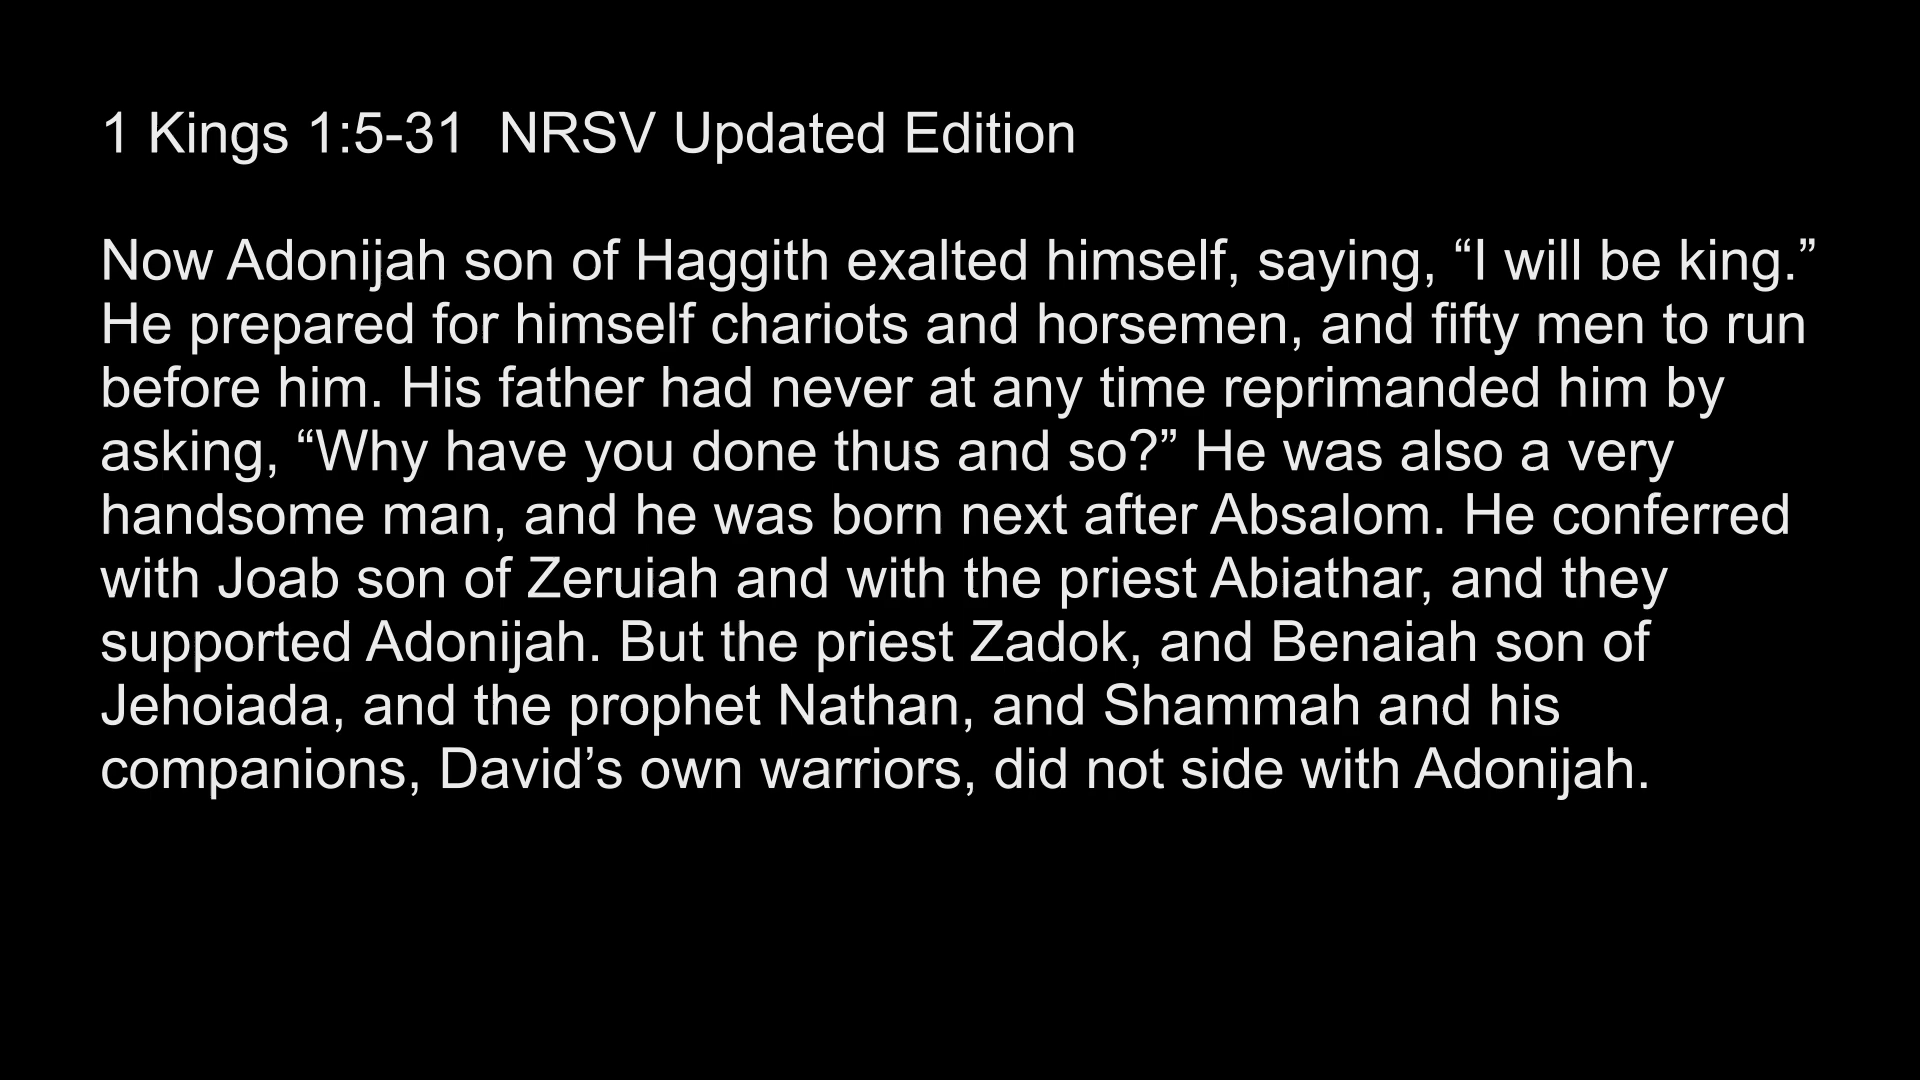 1 Kings 1:5-31  NRSV Updated Edition
Now Adonijah son of Haggith exalted himself, saying, “I will be king.”
He prepared for himself chariots and horsemen, and fifty men to run
before him. His father had never at any time reprimanded him by
asking, “Why have you done thus and so?” He was also a very
handsome man, and he was born next after Absalom. He conferred
with Joab son of Zeruiah and with the priest Abiathar, and they
supported Adonijah. But the priest Zadok, and Benaiah son of
Jehoiada, and the prophet Nathan, and Shammah and his
companions, David’s own warriors, did not side with Adonijah.